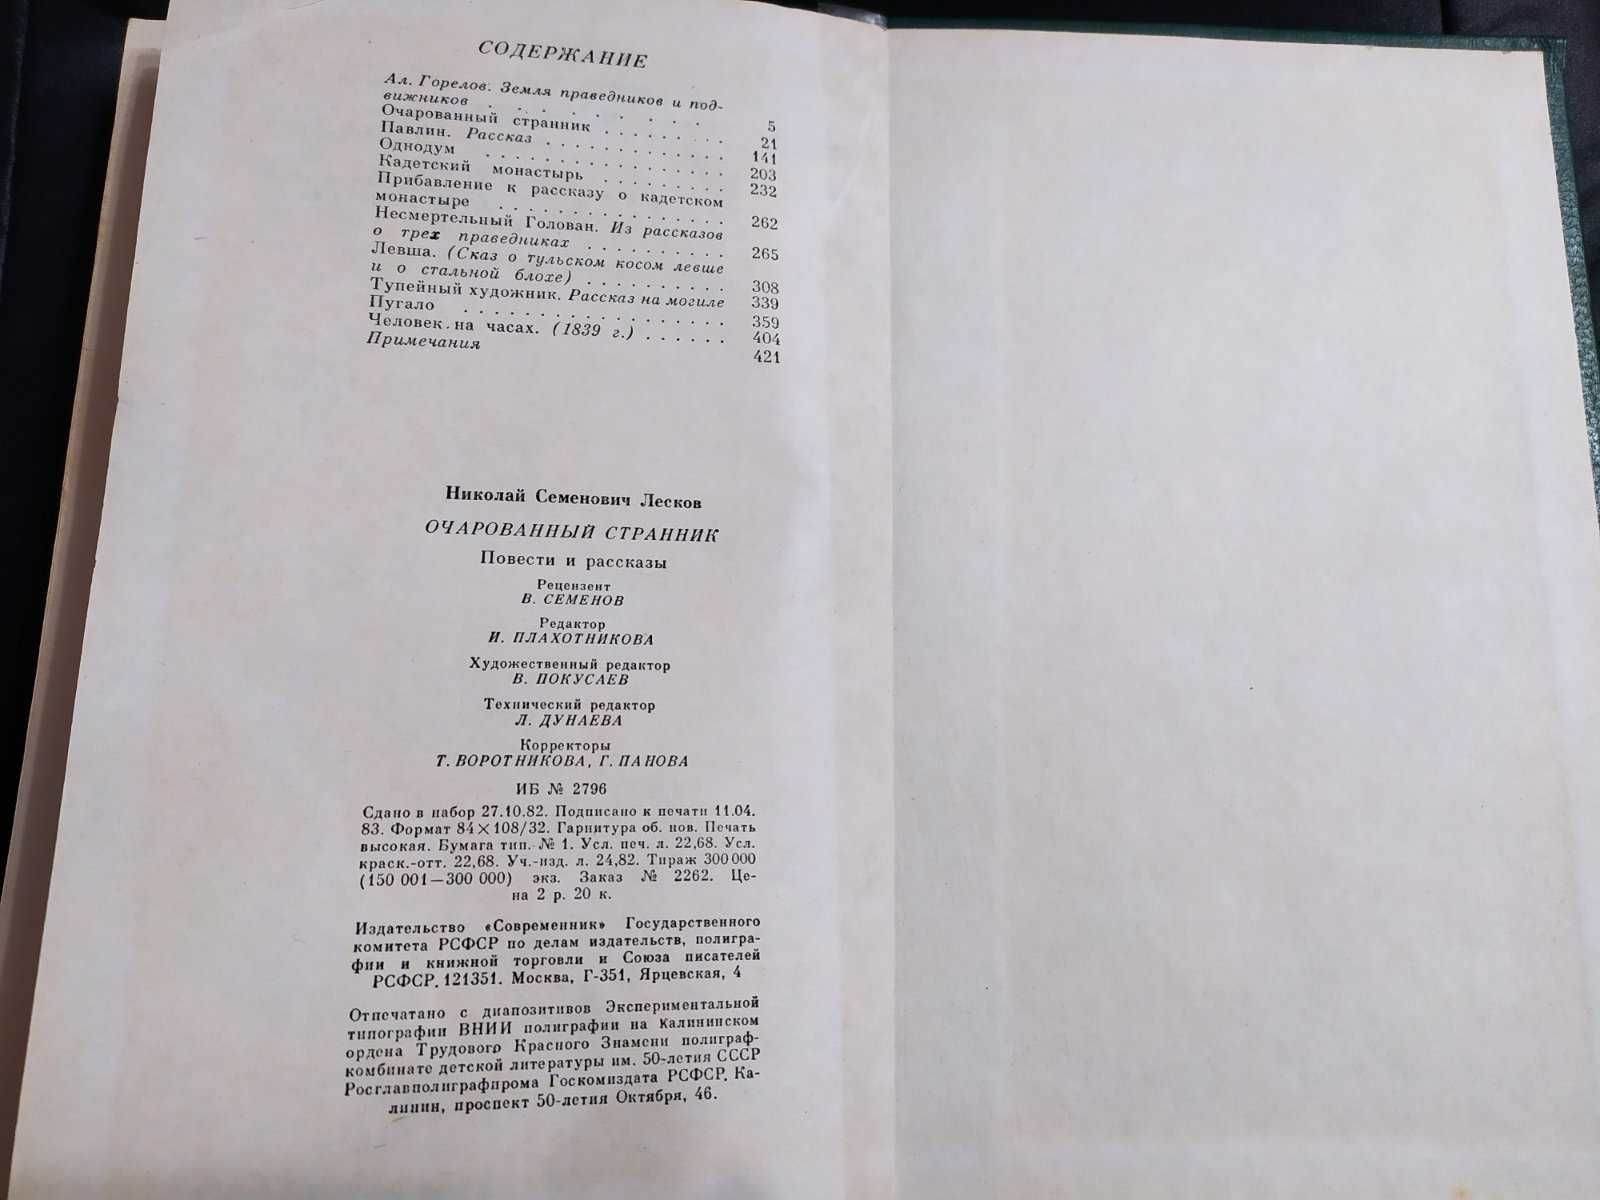 СОДЕРЖАНИЕ
Ал. Горелов. Земля праведников и под-
вижников . . . . . . . . 5
Очарованный странник . . . . . . . . 21
Павлин. Рассказ . . . . . . . . . . 141
Однодум . . . . . . . . . . . . . 203
Кадетский монастырь . . . . . . . . 232
Прибавление к рассказу о кадетском
монастыре . . . . . . . . . . . . 262
Несмертельный Голован. Из рассказов
о трех праведниках . . . . . . . . 265
Левша. (Сказ о тульском косом левше
и о стальной блохе) . . . . . . . . 308
Тупейный художник. Рассказ на могиле 339
Пугало . . . . . . . . . . . . . . 359
Человек на часах. (1839 г.) . . . . . . 404
Примечания 421
Николай Семенович Лесков
ОЧАРОВАННЫЙ СТРАННИК
Повести и рассказы
Рецензент
В. СЕМЕНОВ
Редактор
И. ПЛАХОТНИКОВА
Художественный редактор
В. ПОКУСАЕВ
Технический редактор
Л. ДУНАЕВА
Корректоры
Т. ВОРОТНИКОВА, Г. ПАНОВА
ИБ № 2796
Сдано в набор 27.10.82. Подписано к печати 11.04.
83. Формат 84×108/32. Гарнитура об. нов. Печать
высокая. Бумага тип. № 1. Усл. печ. л. 22,68. Усл.
краск.-отт. 22,68. Уч.-изд. л. 24,82. Тираж 300 000
(150 001—300 000) экз. Заказ № 2262. Це-
на 2 р. 20 к.
Издательство «Современник» Государственного
комитета РСФСР по делам издательств, полигра-
фии и книжной торговли и Союза писателей
РСФСР. 121351. Москва, Г-351, Ярцевская, 4
Отпечатано с диапозитивов Экспериментальной
типографии ВНИИ полиграфии на Калининском
ордена Трудового Красного Знамени полиграф-
комбинате детской литературы им. 50-летия СССР
Росглавполиграфпрома Госкомиздата РСФСР. Ка-
линин, проспект 50-летия Октября, 46.